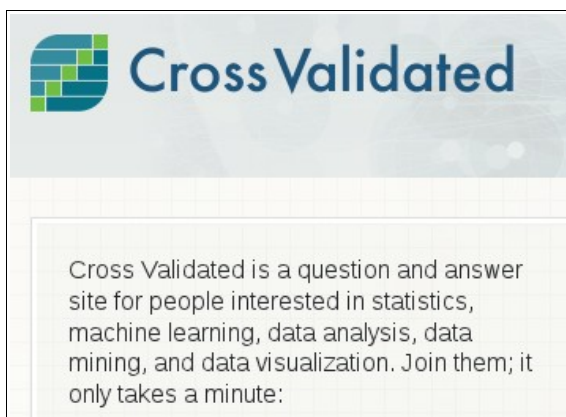 Cross Validated
Cross Validated is a question and answer
site for people interested in statistics,
machine learning, data analysis, data
mining, and data visualization. Join them; it
only takes a minute: